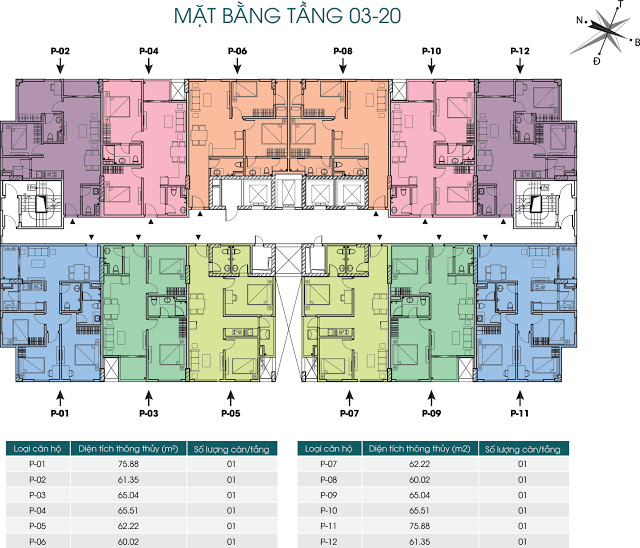 MẶT BẰNG TẦNG 03-20
T
N
B
Đ
P-02 P-04 P-06 P-08 P-10 P-12
P-01 P-03 P-05 P-07 P-09 P-11
Loại căn hộ Diện tích thông thủy (m²) Số lượng căn/tầng
P-01 75.88 01
P-02 61.35 01
P-03 65.04 01
P-04 65.51 01
P-05 62.22 01
P-06 60.02 01
Loại căn hộ Diện tích thông thủy (m2) Số lượng căn/tầng
P-07 62.22 01
P-08 60.02 01
P-09 65.04 01
P-10 65.51 01
P-11 75.88 01
P-12 61.35 01